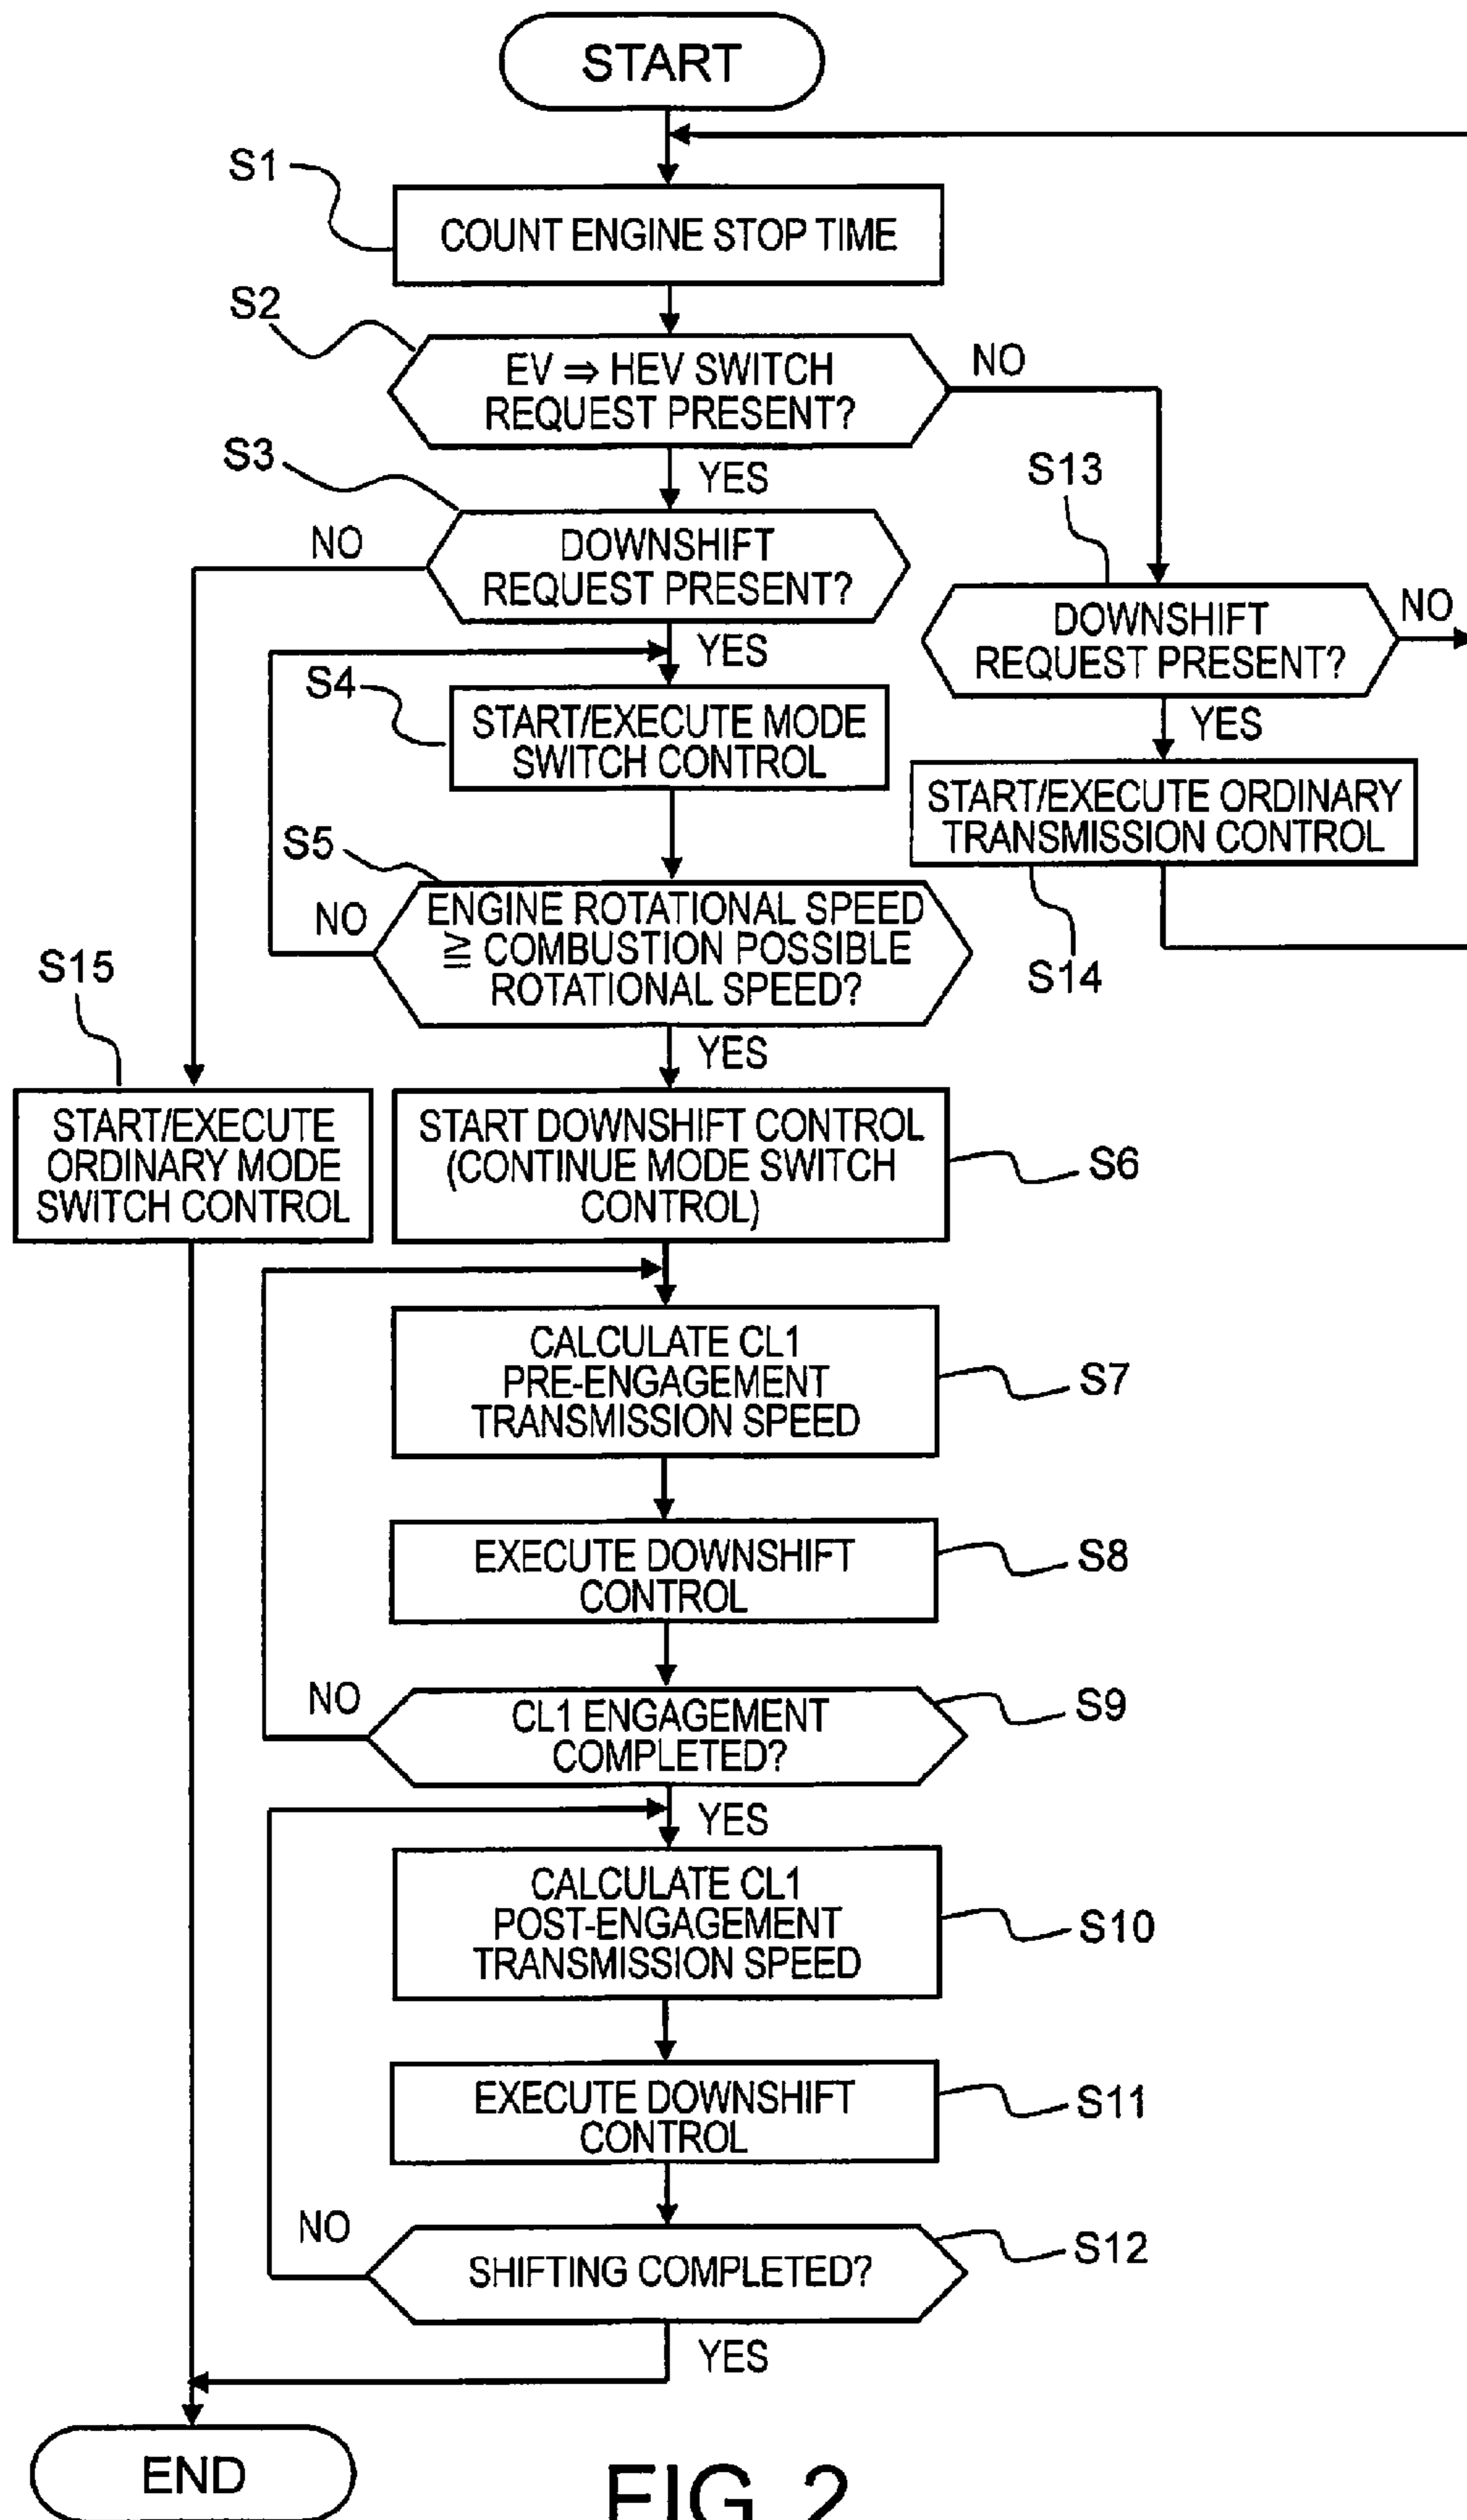 START
S1
COUNT ENGINE STOP TIME
S2
EV ⇒ HEV SWITCH
REQUEST PRESENT?
NO
YES
S3
NO
DOWNSHIFT
REQUEST PRESENT?
YES
S13
DOWNSHIFT
REQUEST PRESENT?
NO
YES
S4
START/EXECUTE MODE
SWITCH CONTROL
START/EXECUTE ORDINARY
TRANSMISSION CONTROL
S14
S5
NO
ENGINE ROTATIONAL SPEED
≧ COMBUSTION POSSIBLE
ROTATIONAL SPEED?
YES
S15
START/EXECUTE
ORDINARY MODE
SWITCH CONTROL
START DOWNSHIFT CONTROL
(CONTINUE MODE SWITCH
CONTROL)
S6
CALCULATE CL1
PRE-ENGAGEMENT
TRANSMISSION SPEED
S7
EXECUTE DOWNSHIFT
CONTROL
S8
NO
CL1 ENGAGEMENT
COMPLETED?
S9
YES
CALCULATE CL1
POST-ENGAGEMENT
TRANSMISSION SPEED
S10
EXECUTE DOWNSHIFT
CONTROL
S11
NO
SHIFTING COMPLETED?
S12
YES
END
FIG. 2